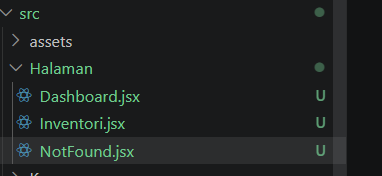 src
assets
Halaman
Dashboard.jsx U
Inventori.jsx U
NotFound.jsx U